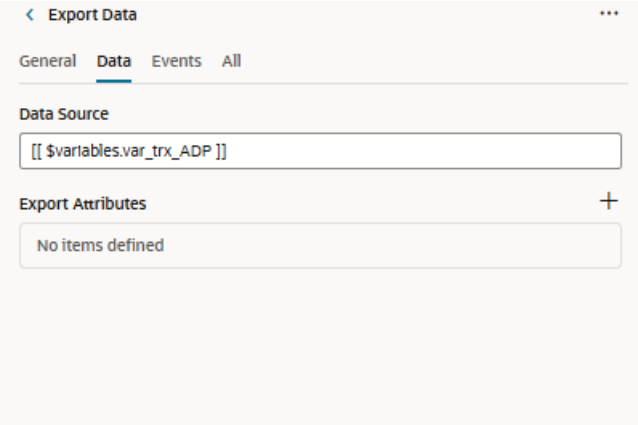 Export Data
General Data Events All
Data Source
[[ $variables.var_trx_ADP ]]
Export Attributes
No items defined